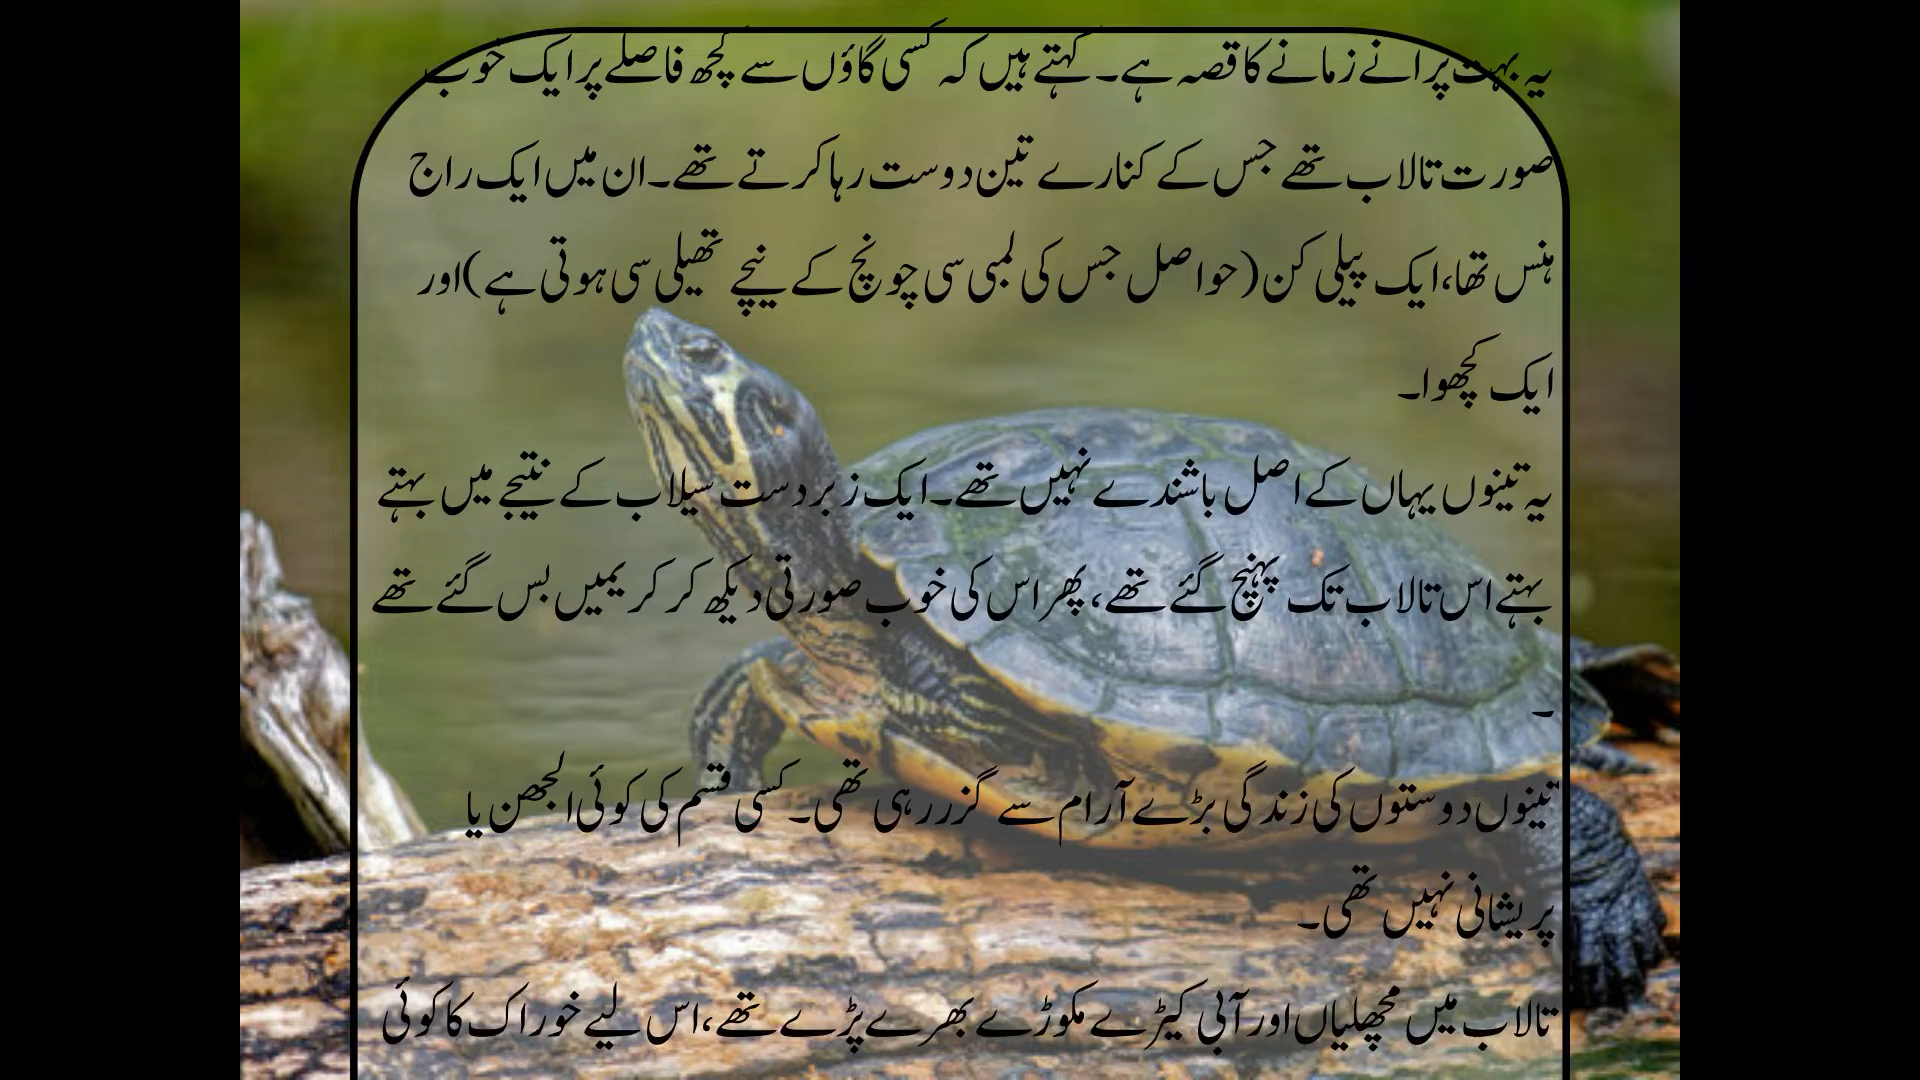 یہ بہت پرانے زمانے کا قصہ ہے۔ کہتے ہیں کہ کسی گاؤں سے کچھ فاصلے پر ایک خوب
صورت تالاب تھے جس کے کنارے تین دوست رہا کرتے تھے۔ ان میں ایک راج
ہنس تھا، ایک پیلی کن (حواصل جس کی لمبی سی چونچ کے نیچے تھیلی سی ہوتی ہے) اور
ایک کچھوا۔
یہ تینوں یہاں کے اصل باشندے نہیں تھے۔ ایک زبردست سیلاب کے نتیجے میں بہتے
بہتے اس تالاب تک پہنچ گئے تھے، پھر اس کی خوب صورتی دیکھ کر کر یمیں بس گئے تھے
۔
تینوں دوستوں کی زندگی بڑے آرام سے گزر رہی تھی۔ کسی قسم کی کوئی الجھن یا
پریشانی نہیں تھی۔
تالاب میں مچھلیاں اور آبی کیڑے مکوڑے بھرے پڑے تھے، اس لیے خوراک کا کوئی